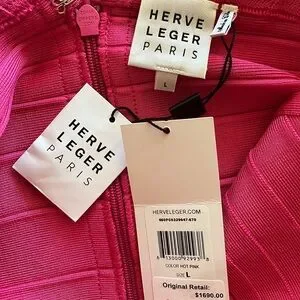 HERVE
LEGER
PARIS
L
HERVE
LEGER
PARIS
HERVELEGER.COM
COLOR HOT PINK
SIZE L
Original Retail:
$1690.00